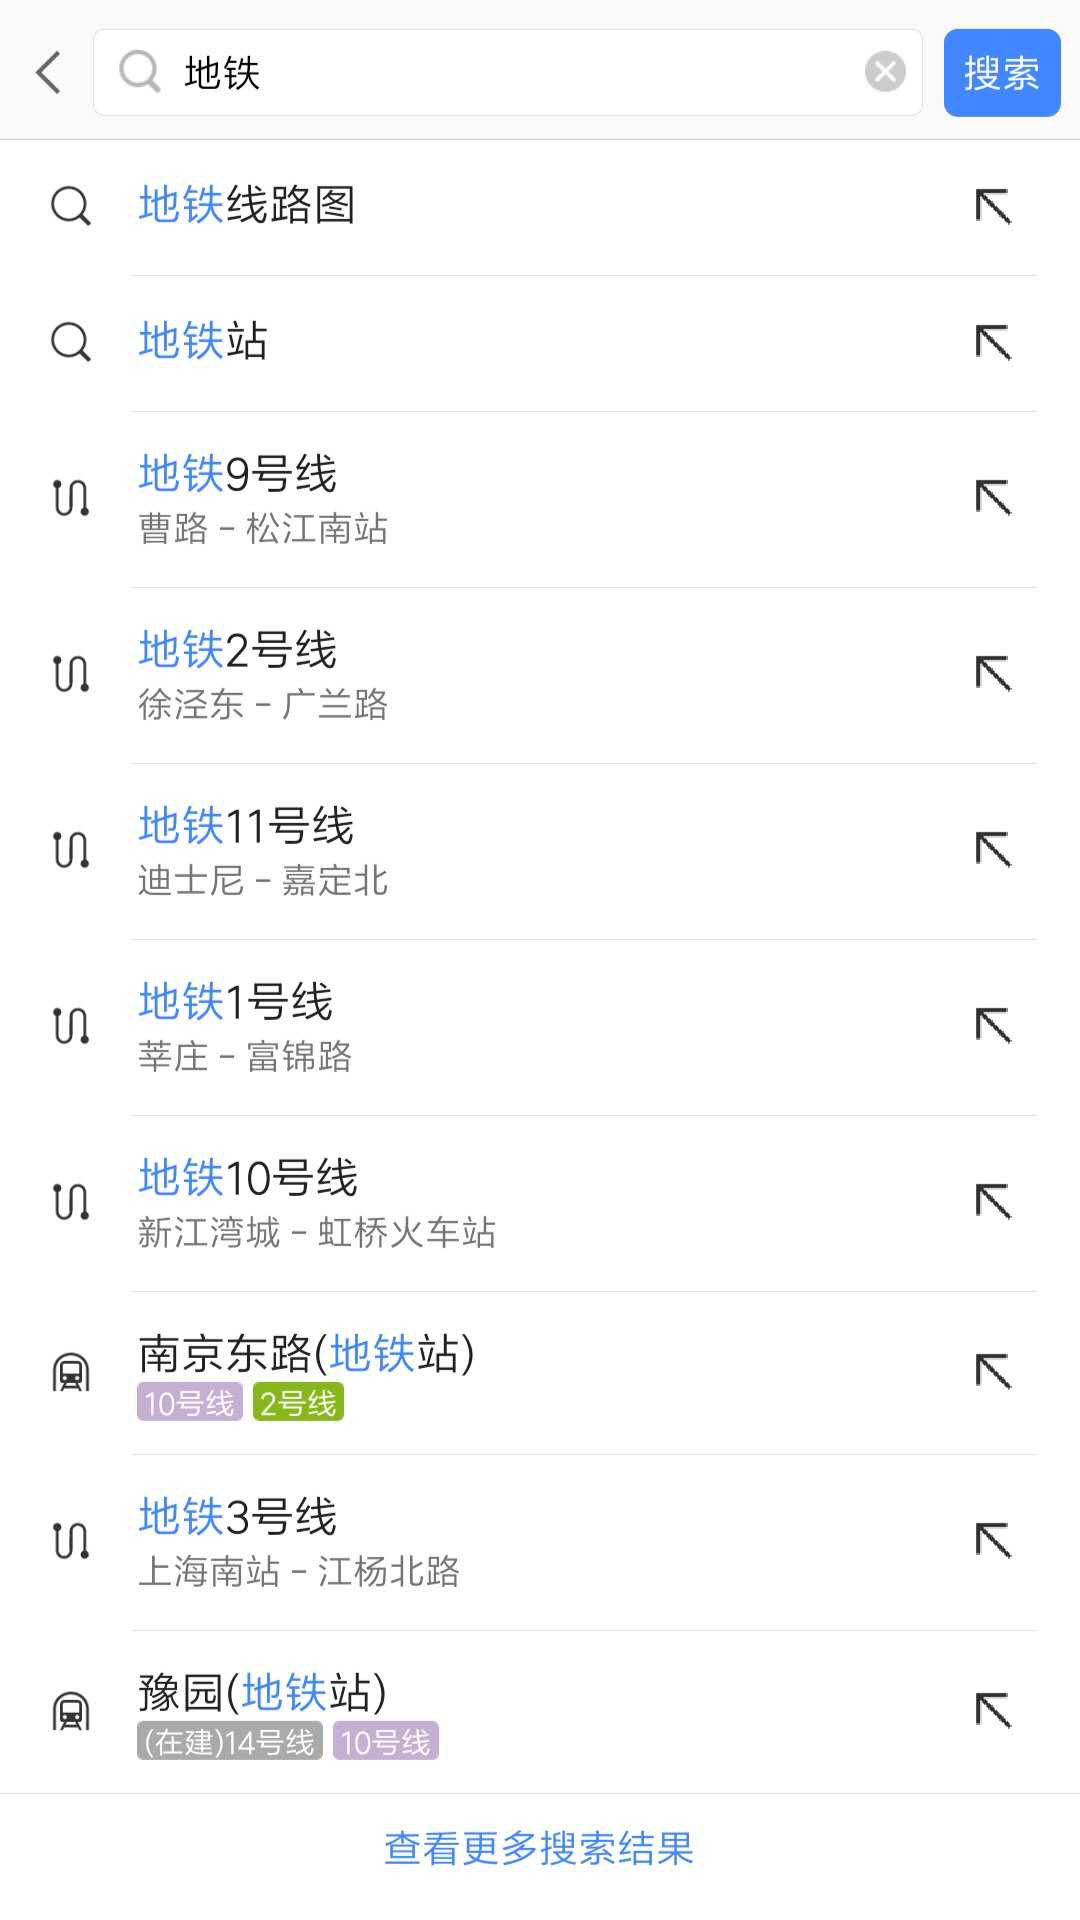 地铁
搜索
地铁线路图
地铁站
地铁9号线
曹路 – 松江南站
地铁2号线
徐泾东 – 广兰路
地铁11号线
迪士尼 – 嘉定北
地铁1号线
莘庄 – 富锦路
地铁10号线
新江湾城 – 虹桥火车站
南京东路(地铁站)
10号线 2号线
地铁3号线
上海南站 – 江杨北路
豫园(地铁站)
(在建)14号线 10号线
查看更多搜索结果